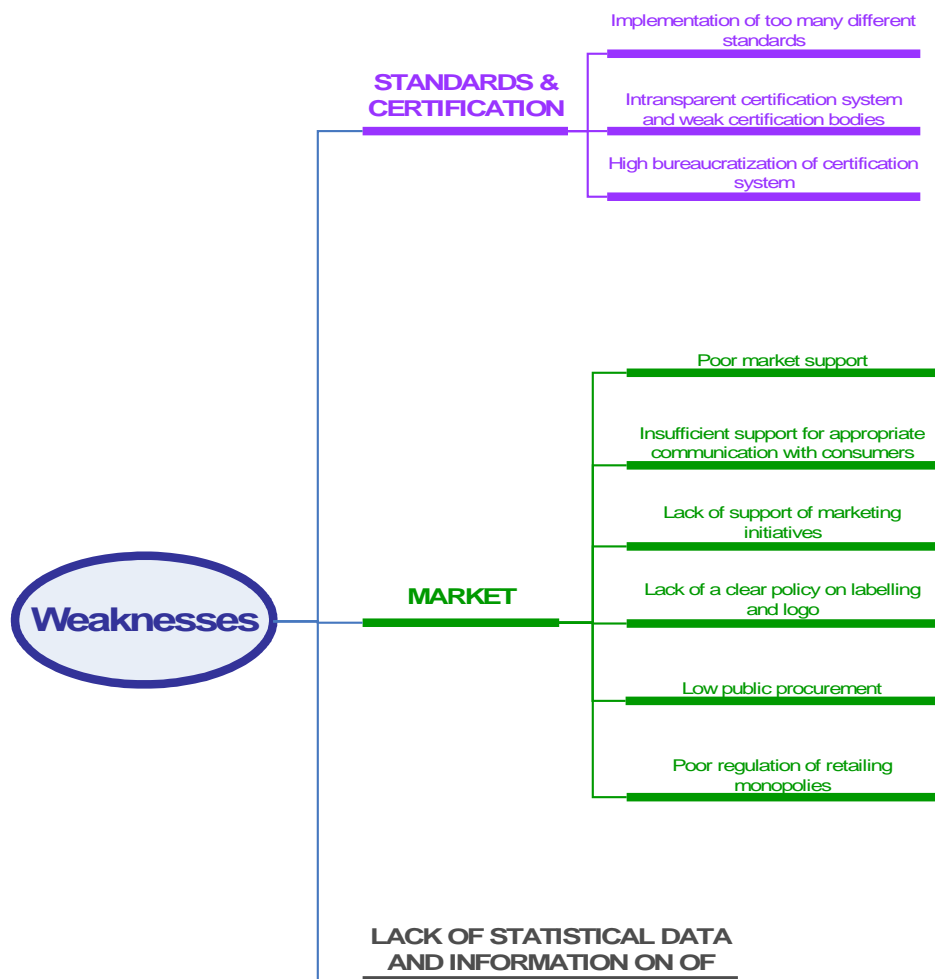 Implementation of too many different
standards
STANDARDS &
CERTIFICATION
Intransparent certification system
and weak certification bodies
High bureaucratization of certification
system
Poor market support
Insufficient support for appropriate
communication with consumers
Lack of support of marketing
initiatives
Weaknesses
MARKET
Lack of a clear policy on labelling
and logo
Low public procurement
Poor regulation of retailing
monopolies
LACK OF STATISTICAL DATA
AND INFORMATION ON OF